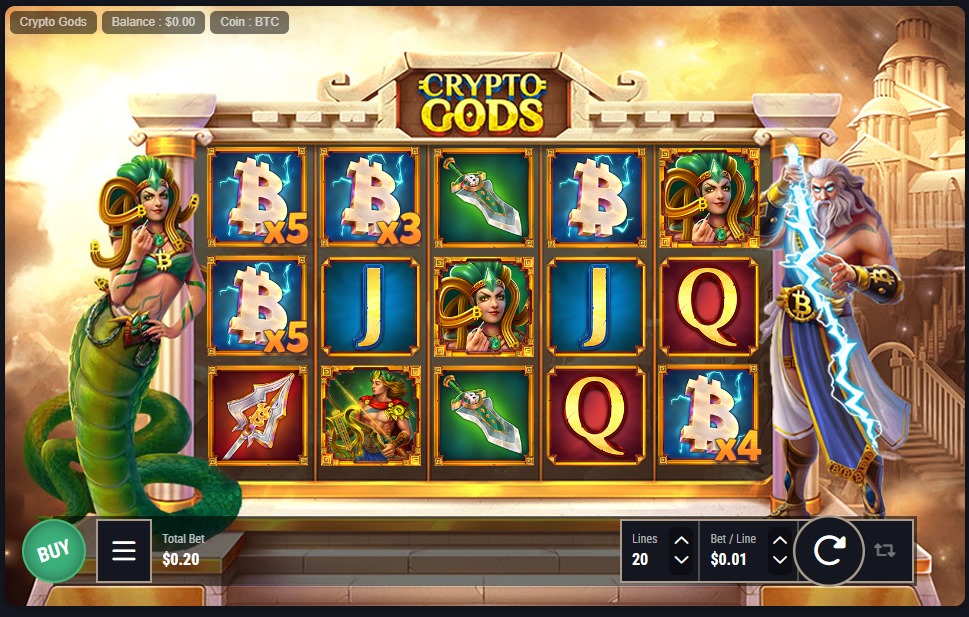 Crypto Gods
Balance : $0.00
Coin : BTC
CRYPTO
GODS
x5
x3
x5
J
J
Q
Q
x4
BUY
Total Bet
$0.20
Lines
20
Bet / Line
$0.01